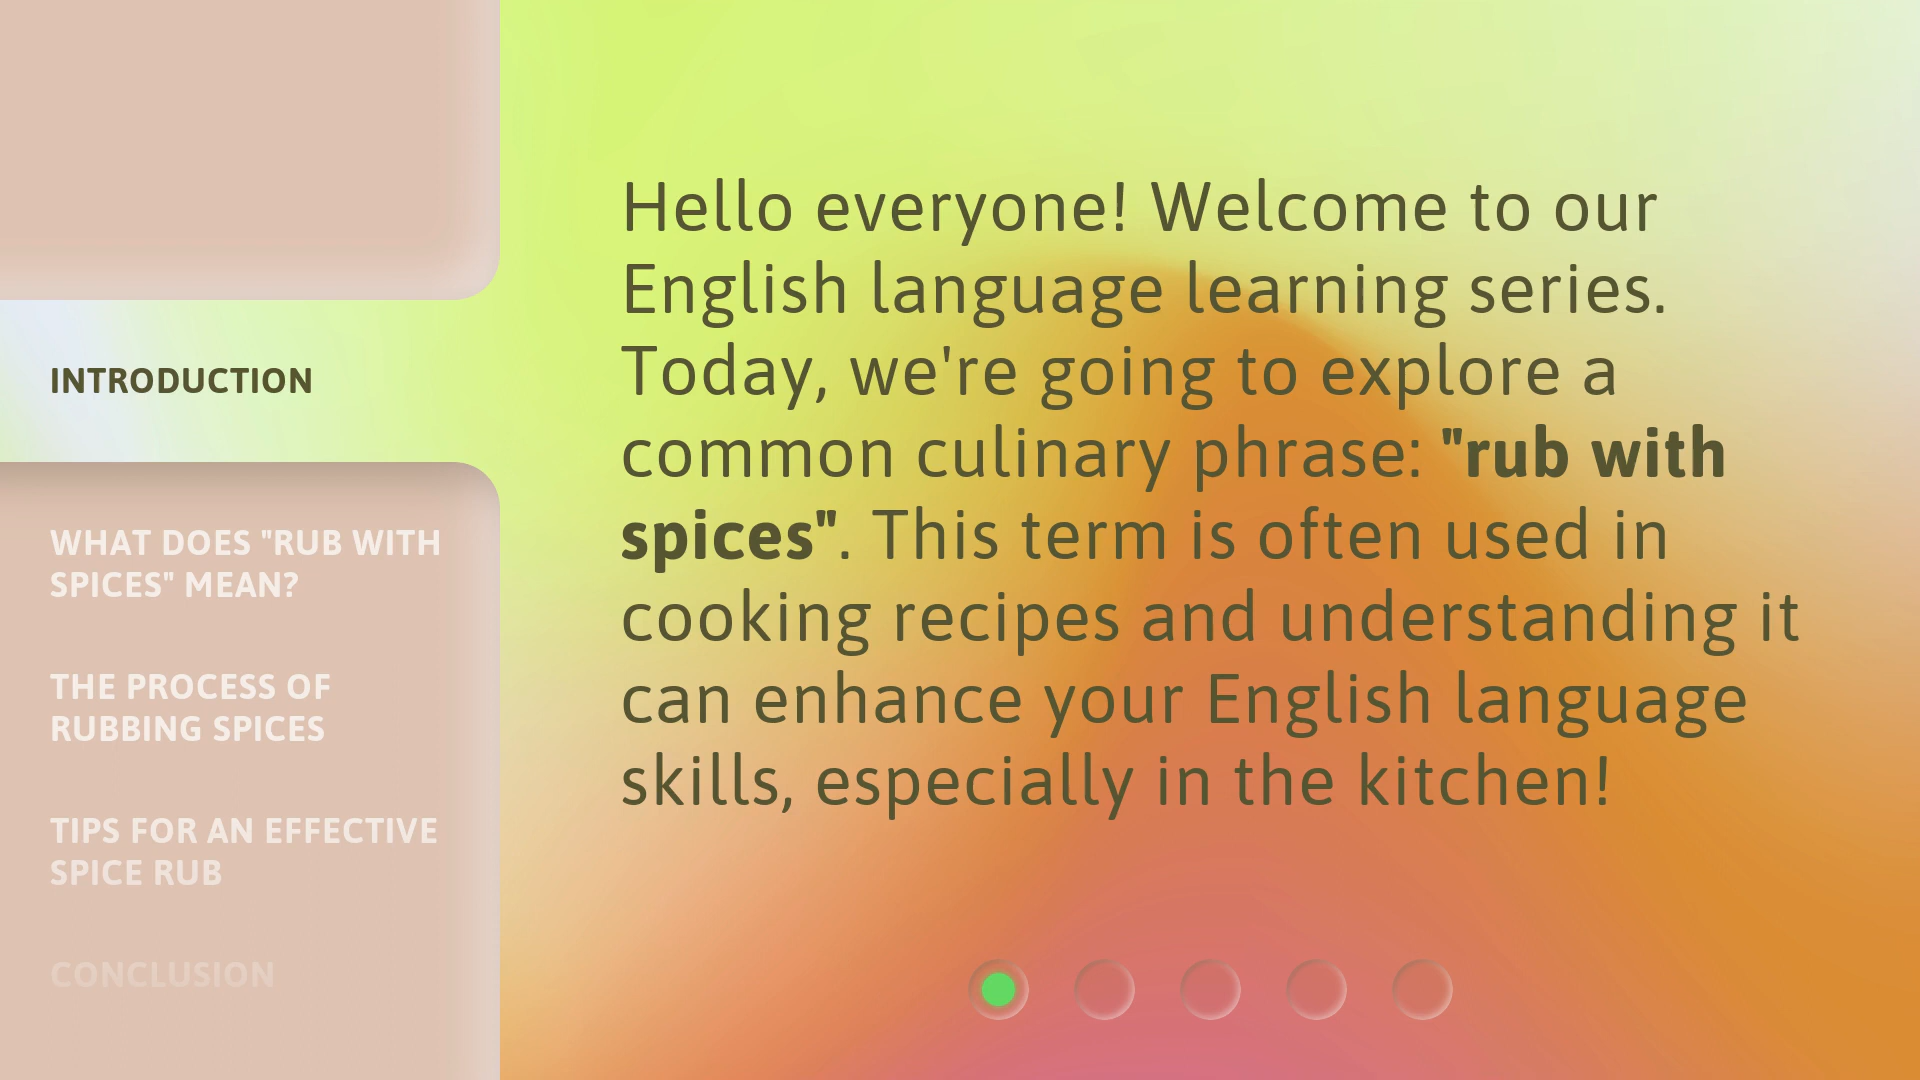 INTRODUCTION
WHAT DOES "RUB WITH
SPICES" MEAN?
THE PROCESS OF
RUBBING SPICES
TIPS FOR AN EFFECTIVE
SPICE RUB
CONCLUSION
Hello everyone! Welcome to our
English language learning series.
Today, we're going to explore a
common culinary phrase: "rub with
spices". This term is often used in
cooking recipes and understanding it
can enhance your English language
skills, especially in the kitchen!